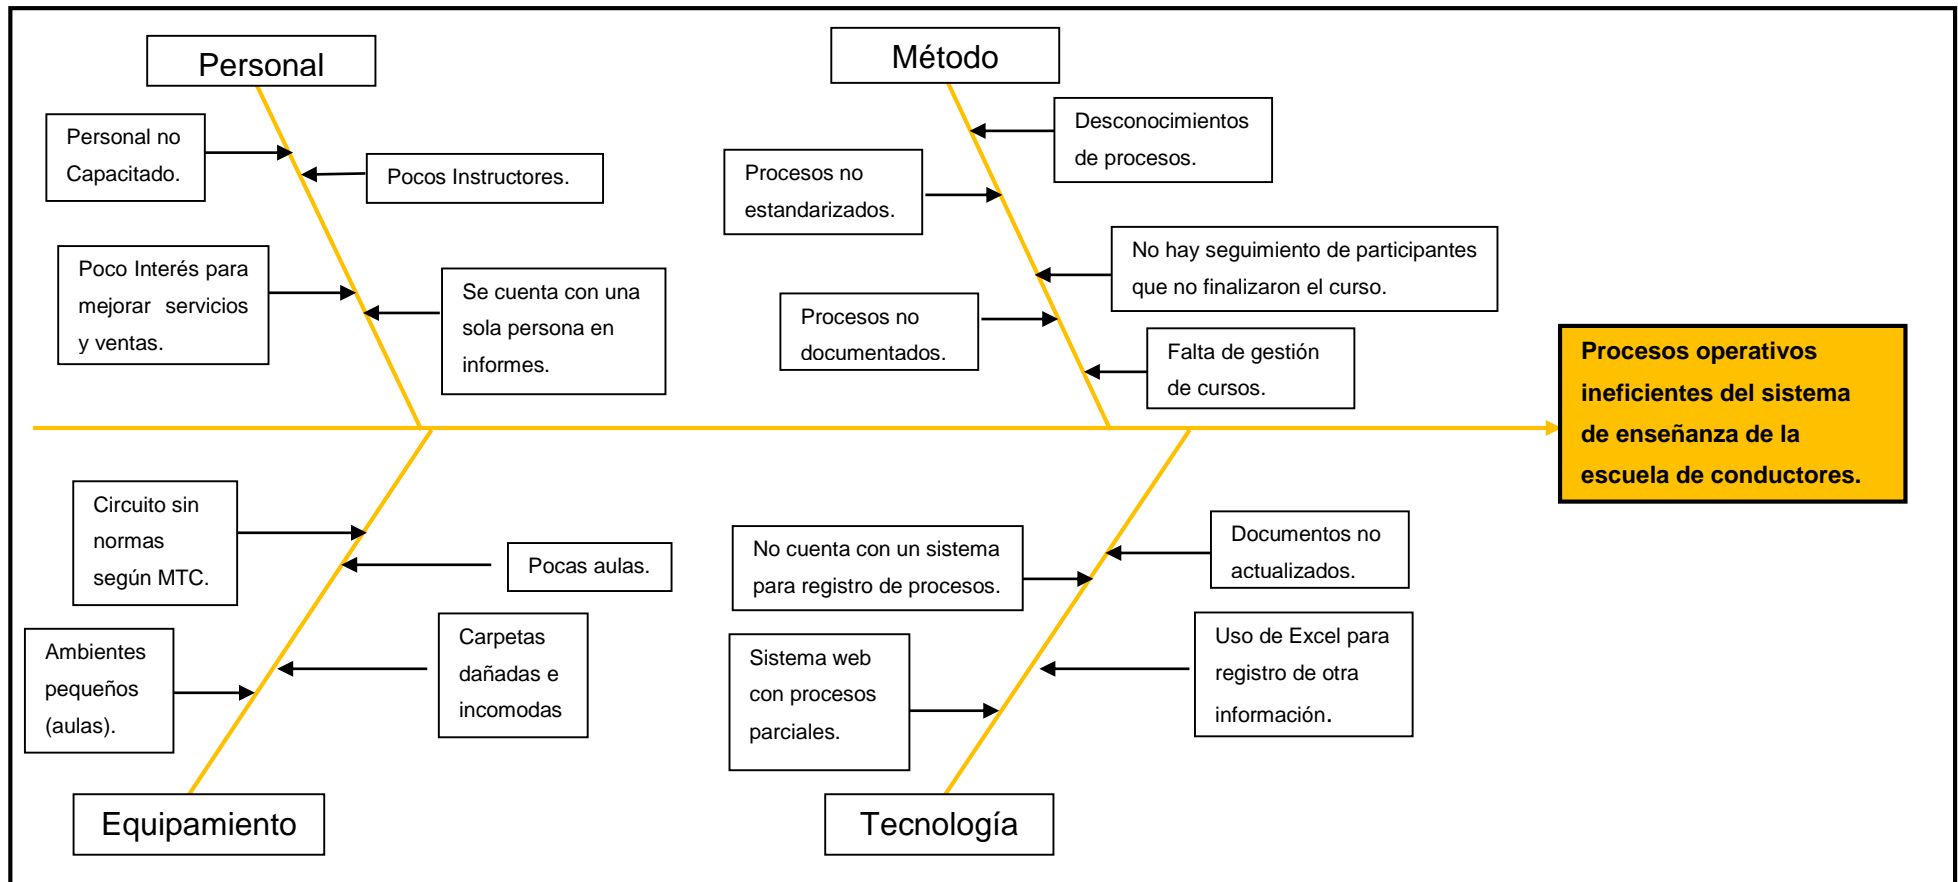 Personal
Método
Personal no
Capacitado.
Pocos Instructores.
Desconocimientos
de procesos.
Procesos no
estandarizados.
Poco Interés para
mejorar servicios
y ventas.
Se cuenta con una
sola persona en
informes.
No hay seguimiento de participantes
que no finalizaron el curso.
Procesos no
documentados.
Falta de gestión
de cursos.
Procesos operativos
ineficientes del sistema
de enseñanza de la
escuela de conductores.
Circuito sin
normas
según MTC.
Pocas aulas.
Ambientes
pequeños
(aulas).
Carpetas
dañadas e
incomodas
No cuenta con un sistema
para registro de procesos.
Documentos no
actualizados.
Sistema web
con procesos
parciales.
Uso de Excel para
registro de otra
información.
Equipamiento
Tecnología